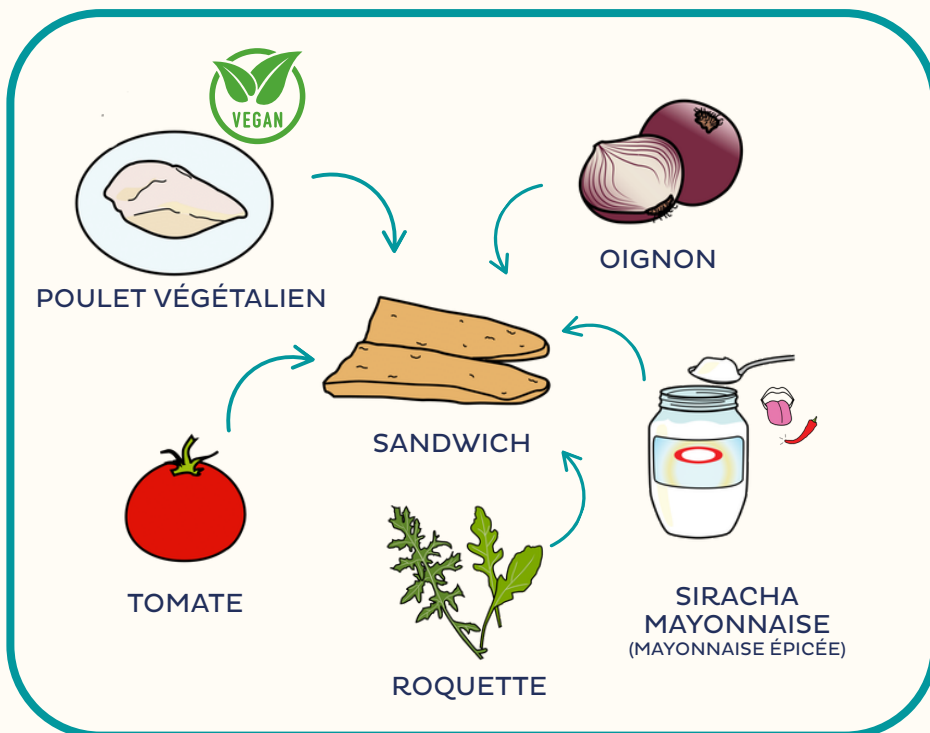 VEGAN
POULET VÉGÉTALIEN
OIGNON
SANDWICH
TOMATE
ROQUETTE
SIRACHA
MAYONNAISE
(MAYONNAISE ÉPICÉE)